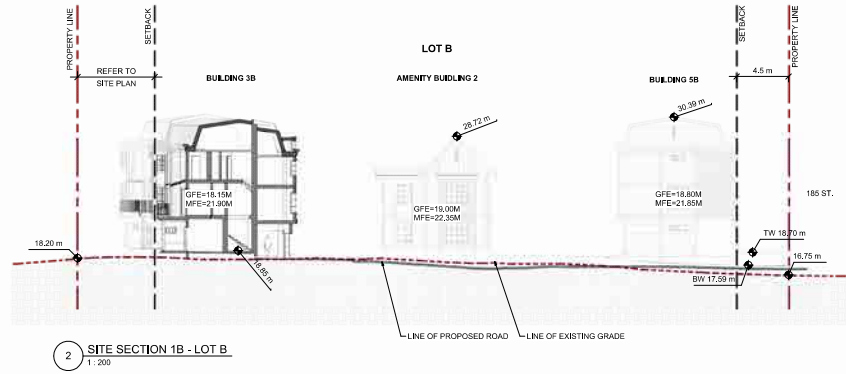 PROPERTY LINE
SETBACK
LOT B
SETBACK
PROPERTY LINE
REFER TO
SITE PLAN
BUILDING 3B
AMENITY BUIDLING 2
BUILDING 5B
4.5 m
28.72 m
30.39 m
GFE=18.15M
MFE=21.90M
GFE=19.00M
MFE=22.35M
GFE=18.80M
MFE=21.85M
185 ST.
18.20 m
18.85 m
TW 18.70 m
16.75 m
BW 17.59 m
LINE OF PROPOSED ROAD
LINE OF EXISTING GRADE
2
SITE SECTION 1B - LOT B
1 : 200